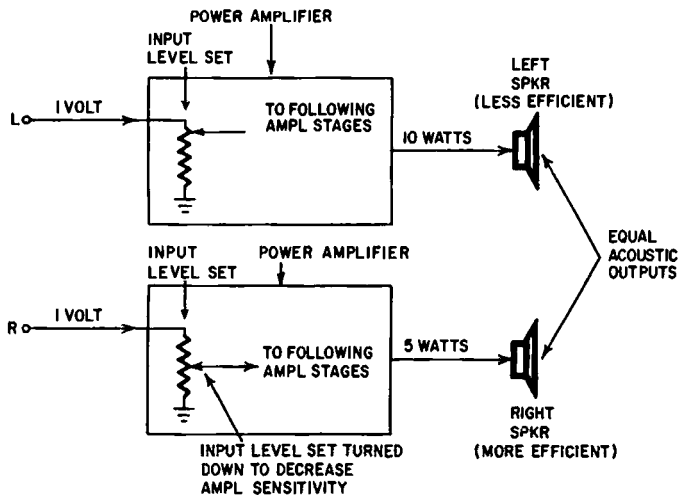 POWER AMPLIFIER
INPUT
LEVEL SET
LEFT
SPKR
(LESS EFFICIENT)
L
1 VOLT
TO FOLLOWING
AMPL STAGES
10 WATTS
EQUAL
ACOUSTIC
OUTPUTS
INPUT
LEVEL SET
POWER AMPLIFIER
R
1 VOLT
TO FOLLOWING
AMPL STAGES
5 WATTS
RIGHT
SPKR
(MORE EFFICIENT)
INPUT LEVEL SET TURNED
DOWN TO DECREASE
AMPL SENSITIVITY